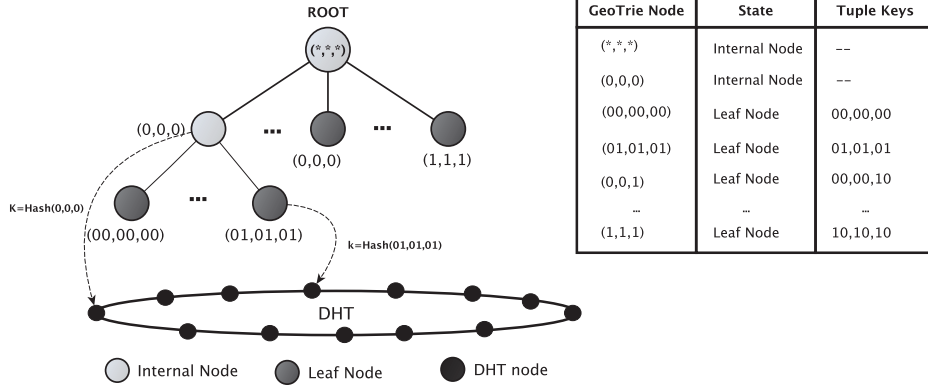 ROOT
(*,*,*)
(0,0,0) ... ...
(0,0,0) (1,1,1)
...
K=Hash(0,0,0)
(00,00,00) (01,01,01)
k=Hash(01,01,01)
DHT
Internal Node Leaf Node DHT node
GeoTrie Node State Tuple Keys
(*,*,*) Internal Node --
(0,0,0) Internal Node --
(00,00,00) Leaf Node 00,00,00
(01,01,01) Leaf Node 01,01,01
(0,0,1) Leaf Node 00,00,10
... ... ...
(1,1,1) Leaf Node 10,10,10